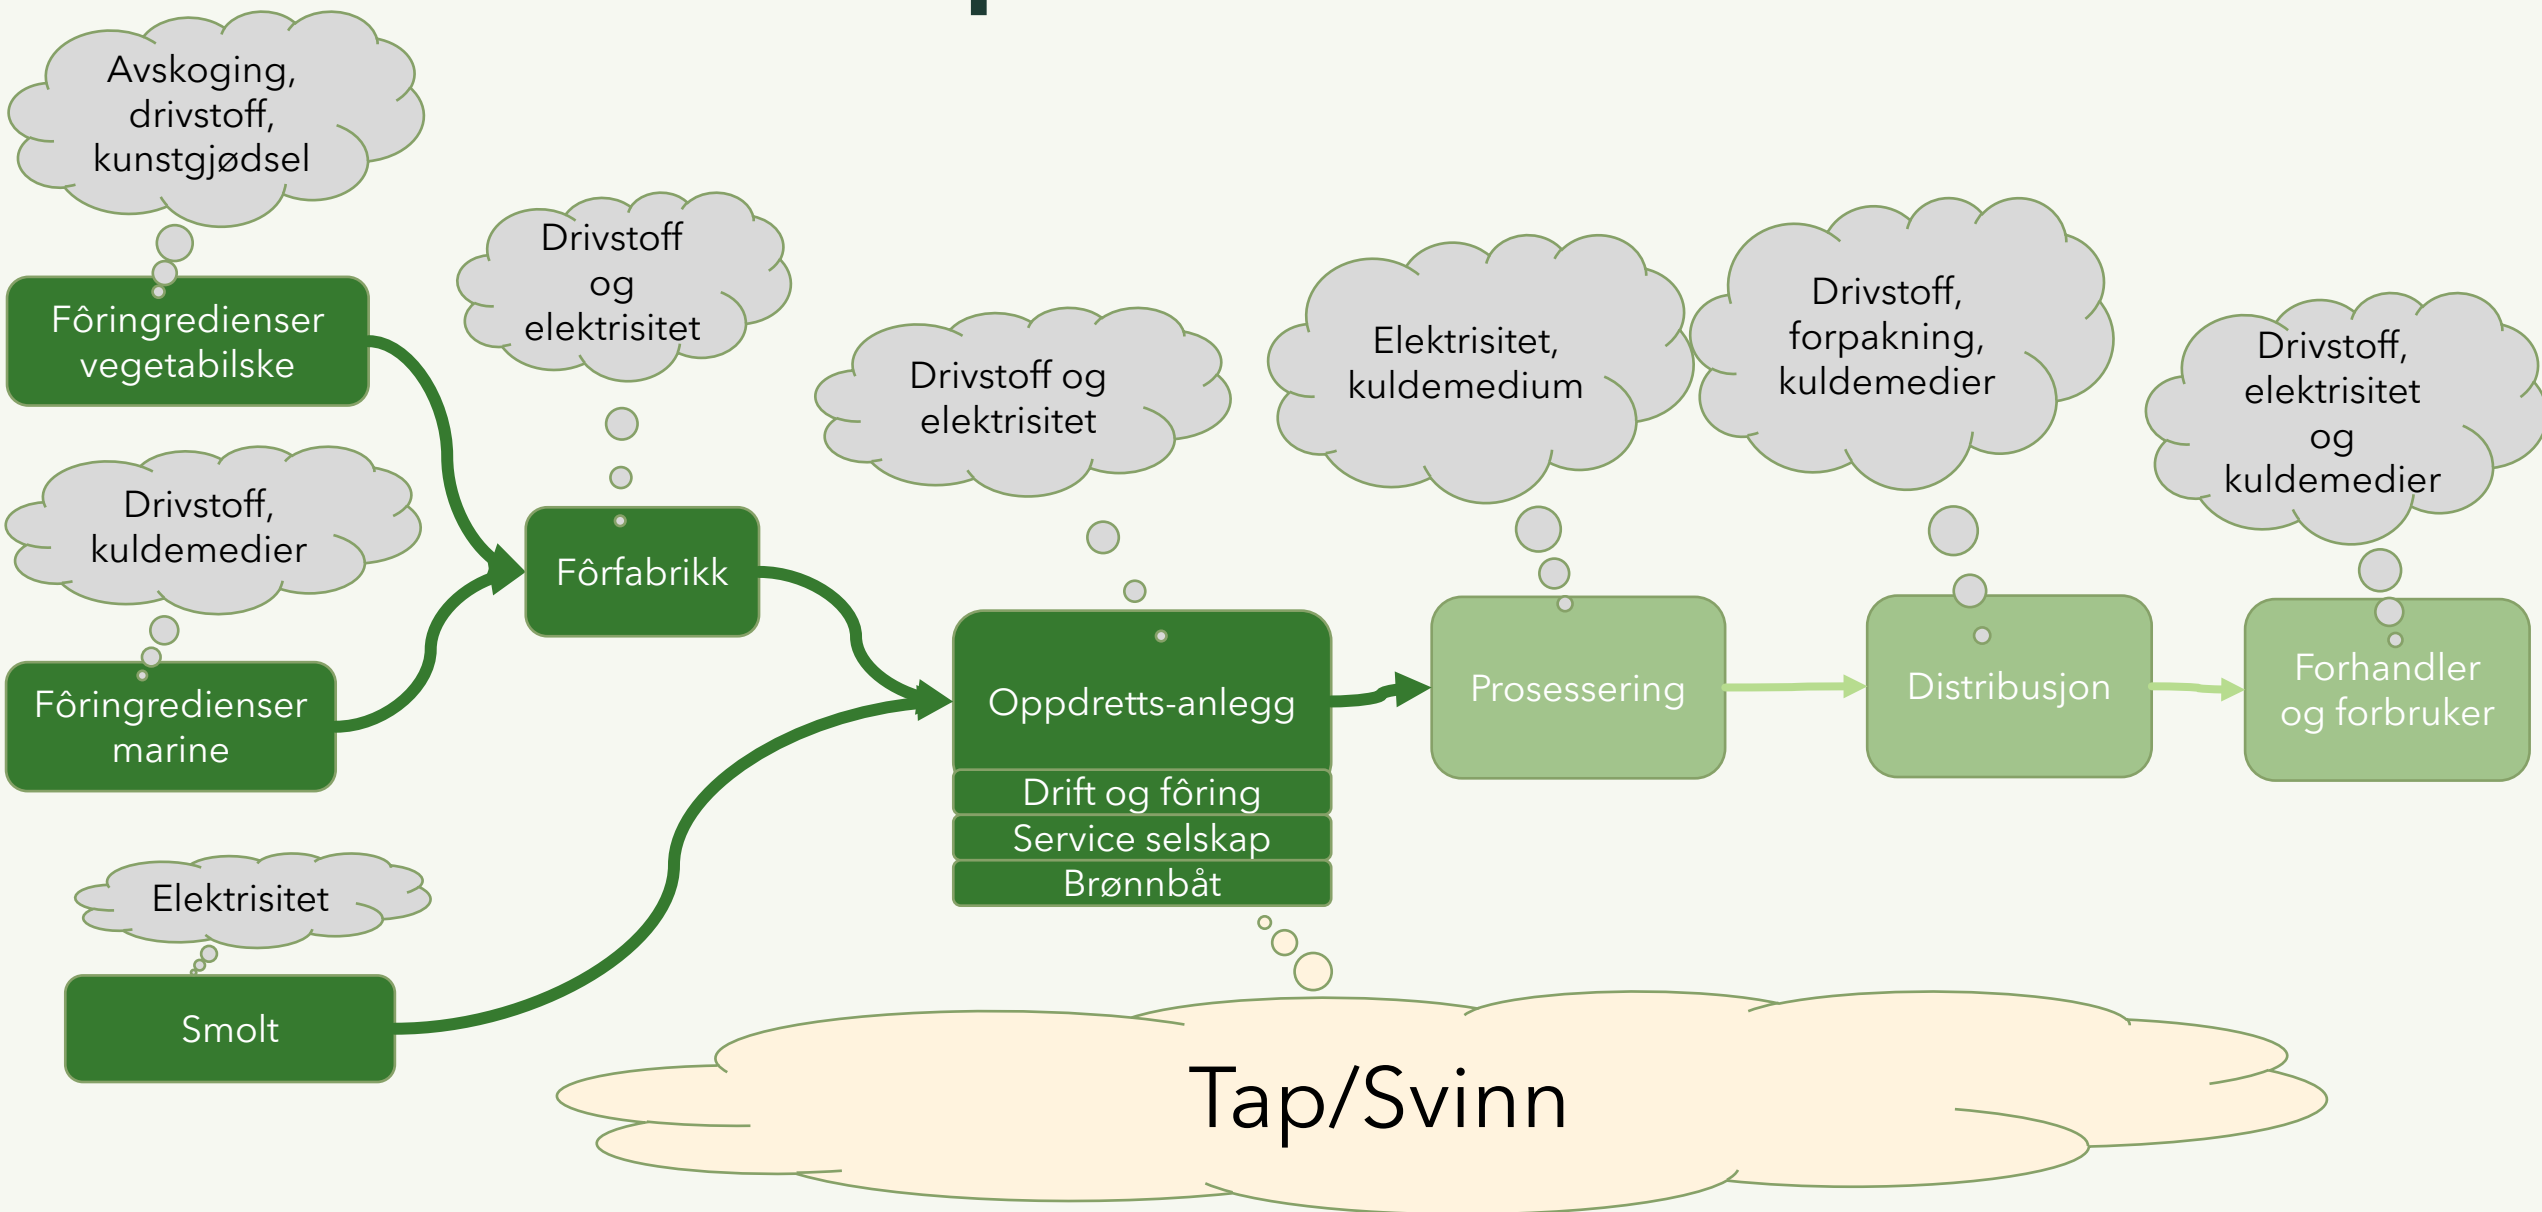 Avskoging,
drivstoff,
kunstgjødsel
Fôringredienser
vegetabilske
Drivstoff,
kuldemedier
Fôringredienser
marine
Elektrisitet
Smolt
Drivstoff
og
elektrisitet
Fôrfabrikk
Drivstoff og
elektrisitet
Oppdretts-anlegg
Drift og fôring
Service selskap
Brønnbåt
Elektrisitet,
kuldemedium
Prosessering
Drivstoff,
forpakning,
kuldemedier
Distribusjon
Drivstoff,
elektrisitet
og
kuldemedier
Forhandler
og forbruker
Tap/Svinn